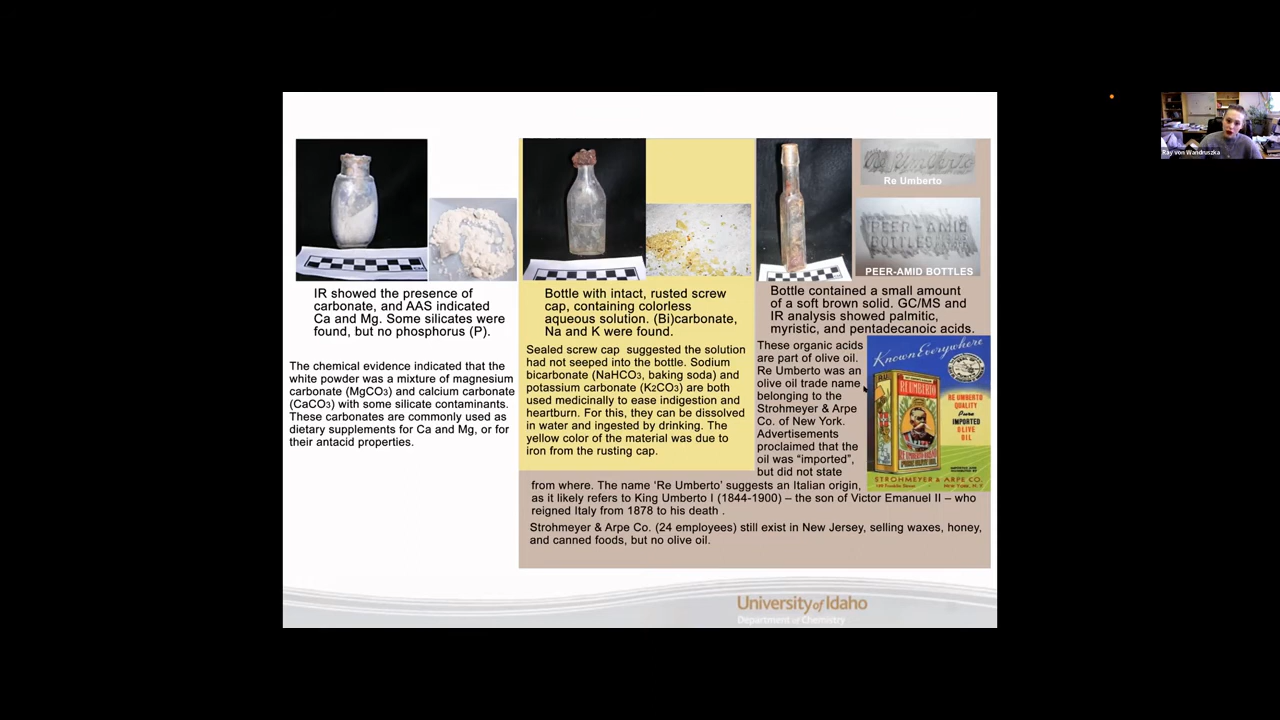 Ray von Wandruszka
IR showed the presence of
carbonate, and AAS indicated
Ca and Mg. Some silicates were
found, but no phosphorus (P).
The chemical evidence indicated that the
white powder was a mixture of magnesium
carbonate (MgCO3) and calcium carbonate
(CaCO3) with some silicate contaminants.
These carbonates are commonly used as
dietary supplements for Ca and Mg, or for
their antacid properties.
Bottle with intact, rusted screw
cap, containing colorless
aqueous solution. (Bi)carbonate,
Na and K were found.
Sealed screw cap suggested the solution
had not seeped into the bottle. Sodium
bicarbonate (NaHCO3, baking soda) and
potassium carbonate (K2CO3) are both
used medicinally to ease indigestion and
heartburn. For this, they can be dissolved
in water and ingested by drinking. The
yellow color of the material was due to
iron from the rusting cap.
Re Umberto
Re Umberto
PEER-AMID
BOTTLES
PEER-AMID BOTTLES
Bottle contained a small amount
of a soft brown solid. GC/MS and
IR analysis showed palmitic,
myristic, and pentadecanoic acids.
These organic acids
are part of olive oil.
Re Umberto was an
olive oil trade name
belonging to the
Strohmeyer & Arpe
Co. of New York.
Advertisements
proclaimed that the
oil was “imported”,
but did not state
from where. The name ‘Re Umberto’ suggests an Italian origin,
as it likely refers to King Umberto I (1844-1900) – the son of Victor Emanuel II – who
reigned Italy from 1878 to his death .
Strohmeyer & Arpe Co. (24 employees) still exist in New Jersey, selling waxes, honey,
and canned foods, but no olive oil.
Known Everywhere
RE UMBERTO
RE UMBERTO
QUALITY
Pure
IMPORTED
OLIVE
OIL
STROHMEYER & ARPE CO.
New York, N.Y.
University of Idaho
Department of Chemistry